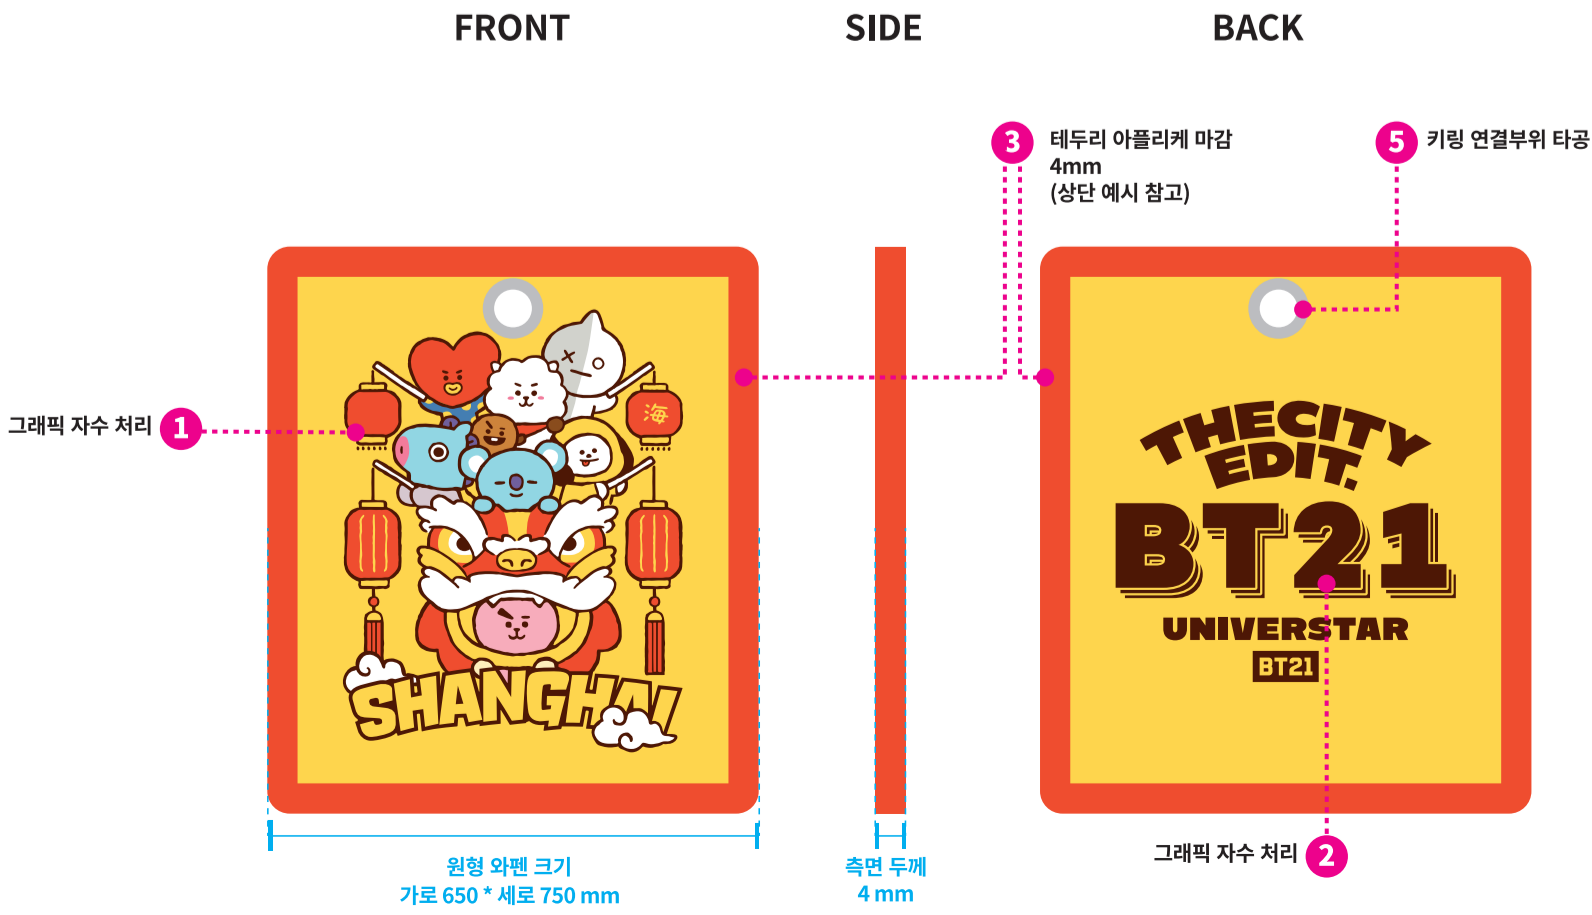 FRONT
SIDE
BACK
3
테두리 아플리케 마감
4mm
(상단 예시 참고)
5
키링 연결부위 타공
그래픽 자수 처리
1
海
SHANGHAI
THECITY
EDIT.
BT21
UNIVERSTAR
BT21
그래픽 자수 처리
2
원형 와펜 크기
가로 650 * 세로 750 mm
측면 두께
4 mm